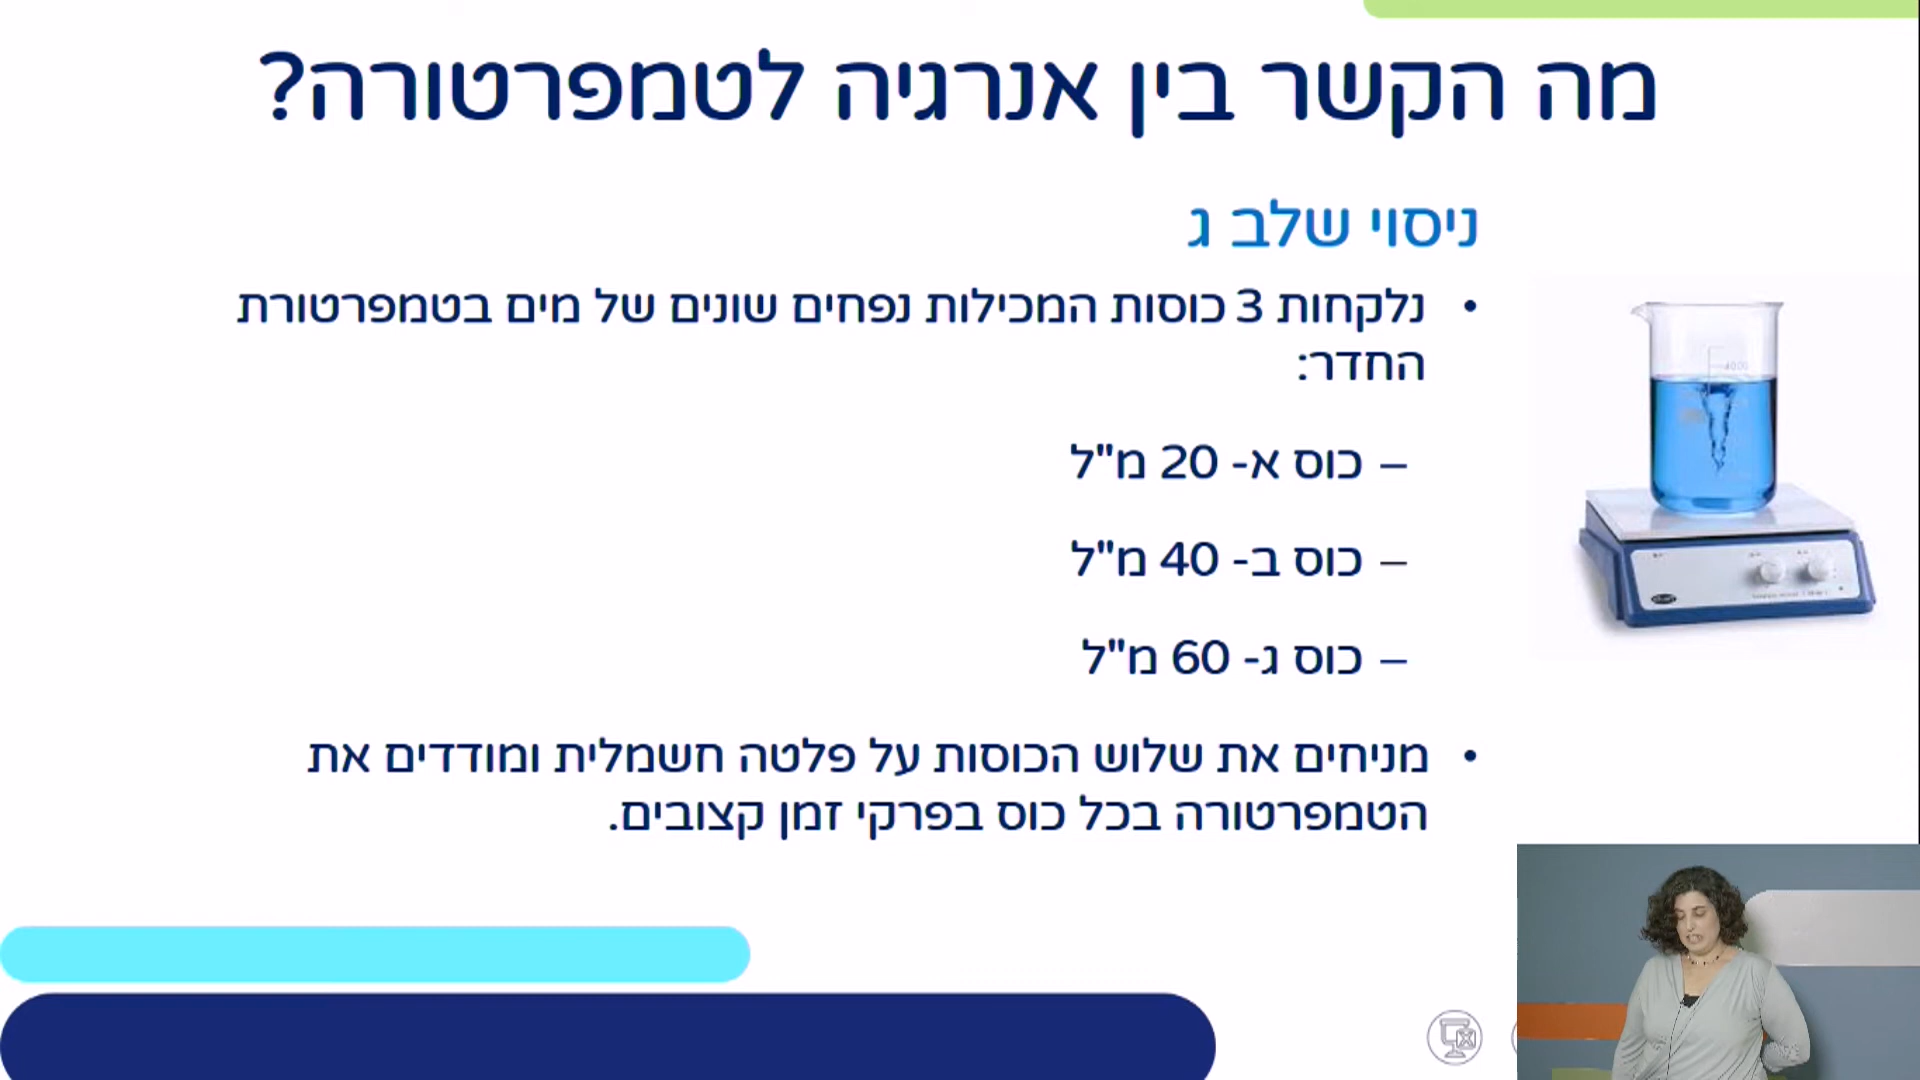 מה הקשר בין אנרגיה לטמפרטורה?
ניסוי שלב ג
• נלקחות 3 כוסות המכילות נפחים שונים של מים בטמפרטורת
החדר:
– כוס א- 20 מ"ל
– כוס ב- 40 מ"ל
– כוס ג- 60 מ"ל
• מניחים את שלוש הכוסות על פלטה חשמלית ומודדים את
הטמפרטורה בכל כוס בפרקי זמן קצובים.